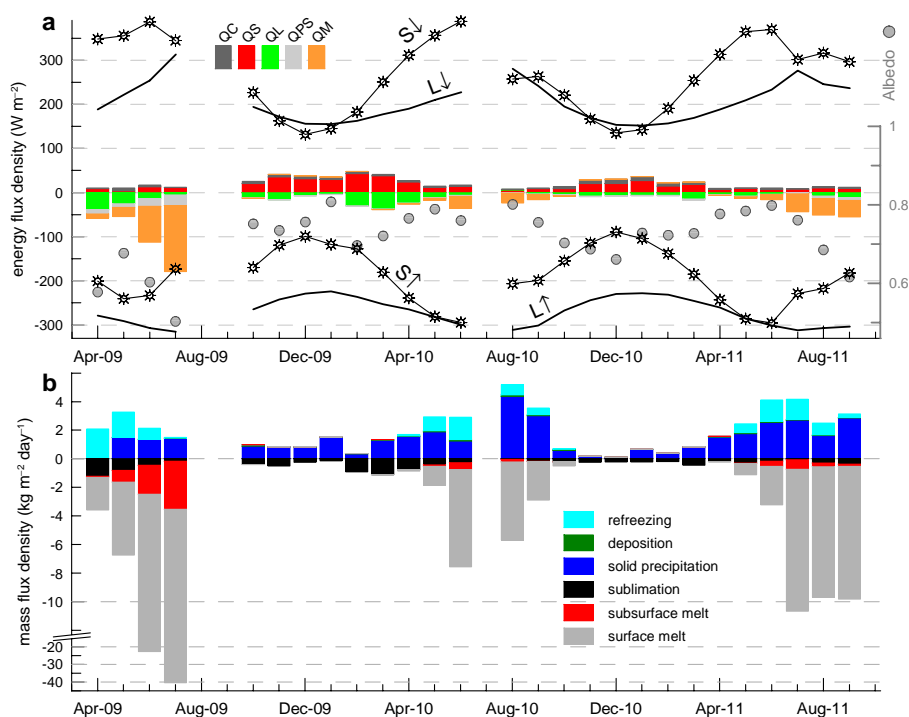 a
QC QS QL QPS QM
S↓
L↓
Albedo
energy flux density (W m⁻²)
300
200
100
0
-100
-200
-300
1
0.8
0.6
S↗
L↑
Apr-09 Aug-09 Dec-09 Apr-10 Aug-10 Dec-10 Apr-11 Aug-11
b
mass flux density (kg m⁻² day⁻¹)
4
2
0
-2
-4
-6
-8
-10
-20
-30
-40
refreezing
deposition
solid precipitation
sublimation
subsurface melt
surface melt
Apr-09 Aug-09 Dec-09 Apr-10 Aug-10 Dec-10 Apr-11 Aug-11